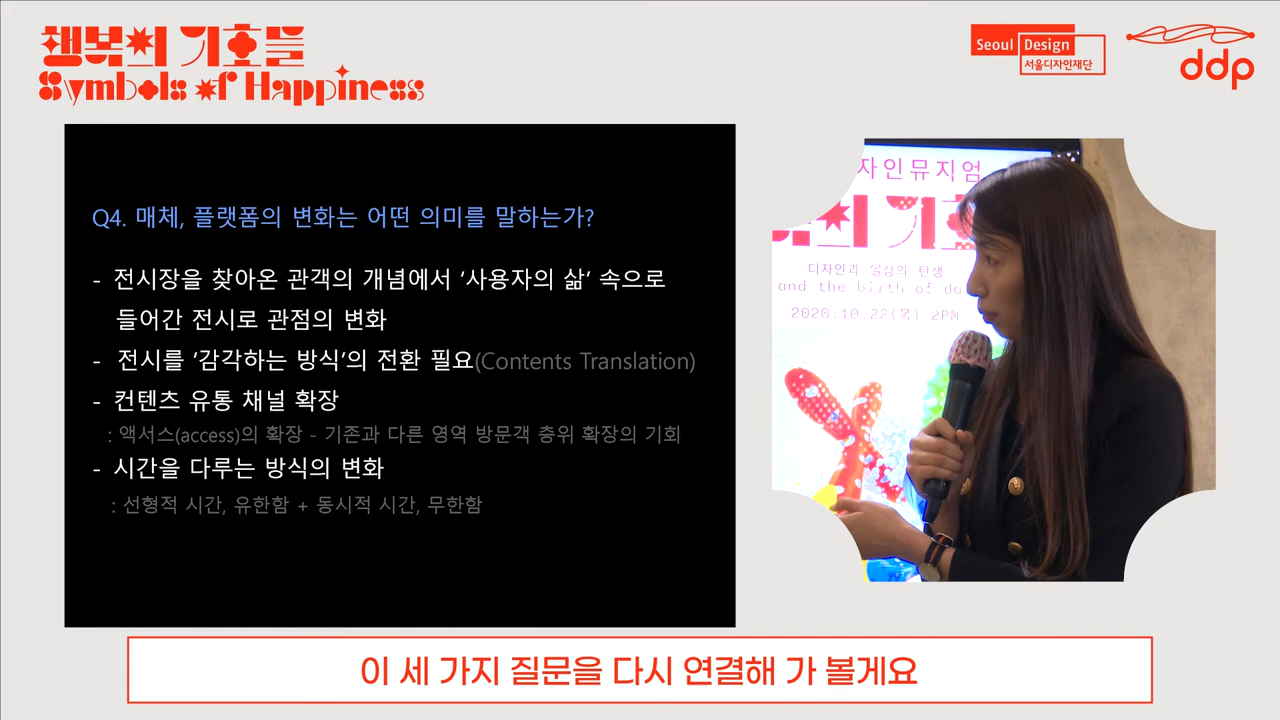 행복의 기호들
Symbols of Happiness
Seoul Design
서울디자인재단
ddp
Q4. 매체, 플랫폼의 변화는 어떤 의미를 말하는가?
- 전시장을 찾아온 관객의 개념에서 ‘사용자의 삶’ 속으로
들어간 전시로 관점의 변화
- 전시를 ‘감각하는 방식’의 전환 필요(Contents Translation)
- 컨텐츠 유통 채널 확장
: 액서스(access)의 확장 - 기존과 다른 영역 방문객 층위 확장의 기회
- 시간을 다루는 방식의 변화
: 선형적 시간, 유한함 + 동시적 시간, 무한함
자인뮤지엄
복의 기호
디자인과 일상의 탄생
and the birth of da
2020.10.22(목) 2PM
이 세 가지 질문을 다시 연결해 가 볼게요